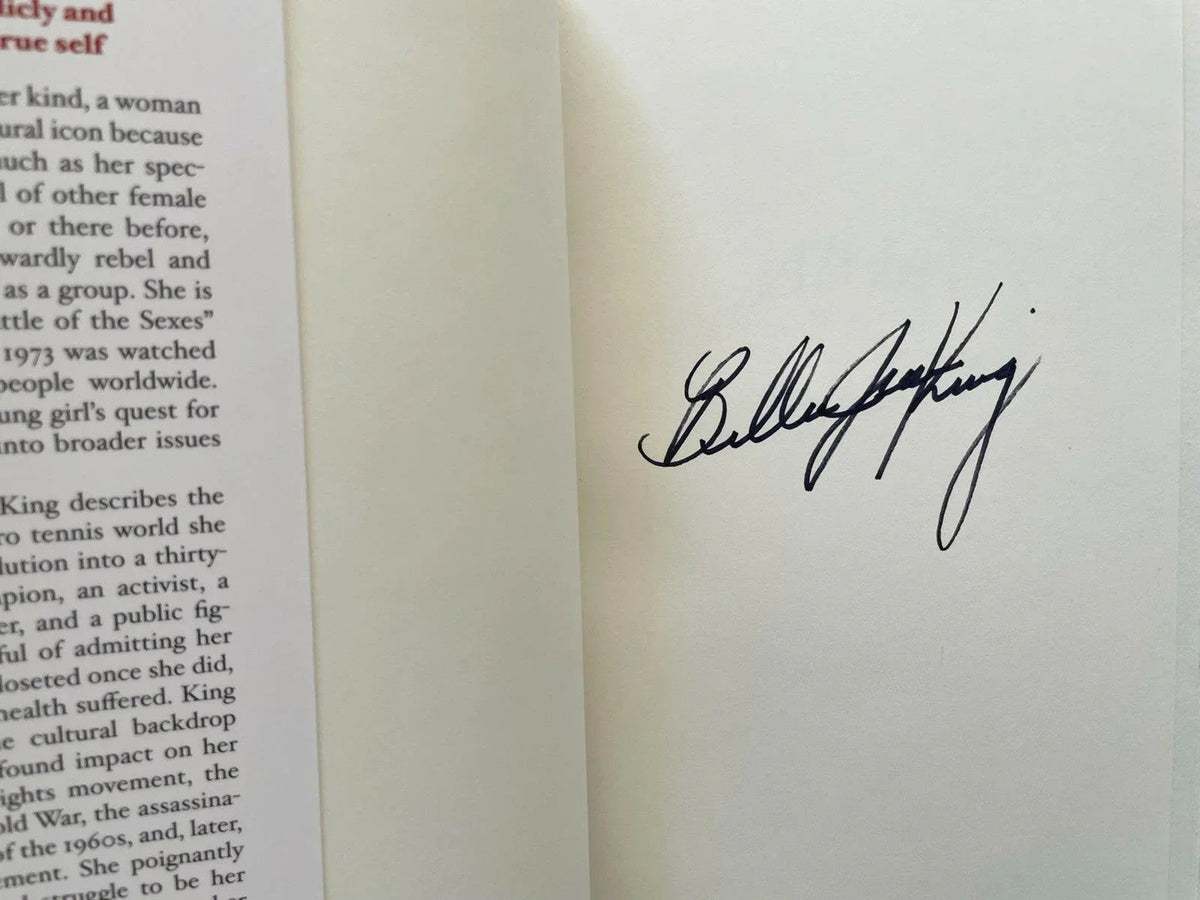 licly and
rue self
er kind, a woman
ural icon because
much as her spec-
l of other female
or there before,
wardly rebel and
as a group. She is
ttle of the Sexes”
1973 was watched
people worldwide.
ung girl’s quest for
into broader issues
King describes the
ro tennis world she
lution into a thirty-
pion, an activist, a
er, and a public fig-
ful of admitting her
loseted once she did,
health suffered. King
e cultural backdrop
found impact on her
ights movement, the
old War, the assassina-
of the 1960s, and, later,
ement. She poignantly
struggle to be her
her
Billie Jean King